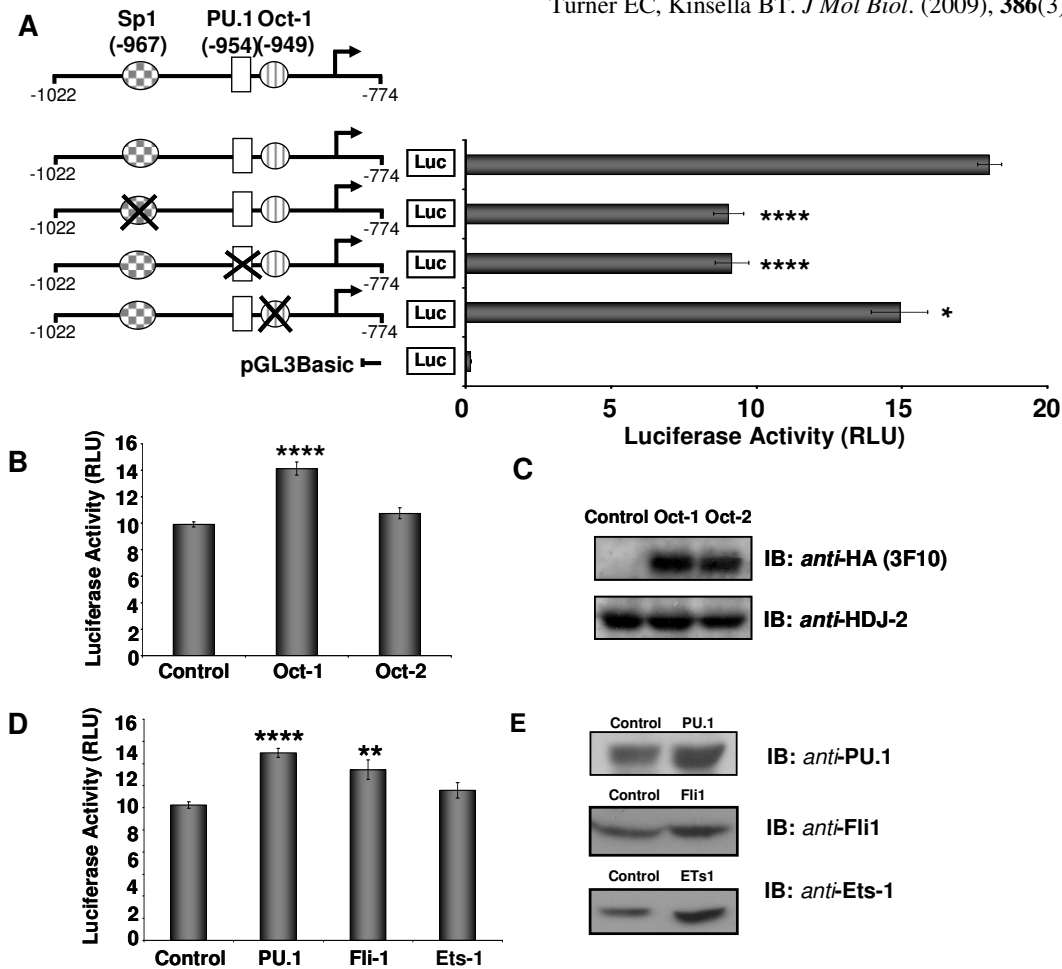 Turner EC, Kinsella BT. J Mol Biol. (2009), 386(3)
A
Sp1 PU.1 Oct-1
(-967) (-954) (-949)
-1022 -774
-1022 -774 Luc
-1022 -774 Luc ****
-1022 -774 Luc ****
-1022 -774 Luc *
pGL3Basic Luc
0 5 10 15 20
Luciferase Activity (RLU)
B
Luciferase Activity (RLU)
16
14
12
10
8
6
4
2
0
****
Control Oct-1 Oct-2
C
Control Oct-1 Oct-2
IB: anti-HA (3F10)
IB: anti-HDJ-2
D
Luciferase Activity (RLU)
16
14
12
10
8
6
4
2
0
**** **
Control PU.1 Fli-1 Ets-1
E
Control PU.1
IB: anti-PU.1
Control Fli1
IB: anti-Fli1
Control ETs1
IB: anti-Ets-1